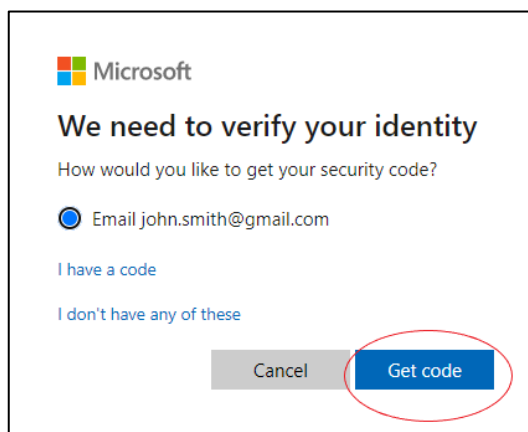 Microsoft
We need to verify your identity
How would you like to get your security code?
Email john.smith@gmail.com
I have a code
I don't have any of these
Cancel
Get code